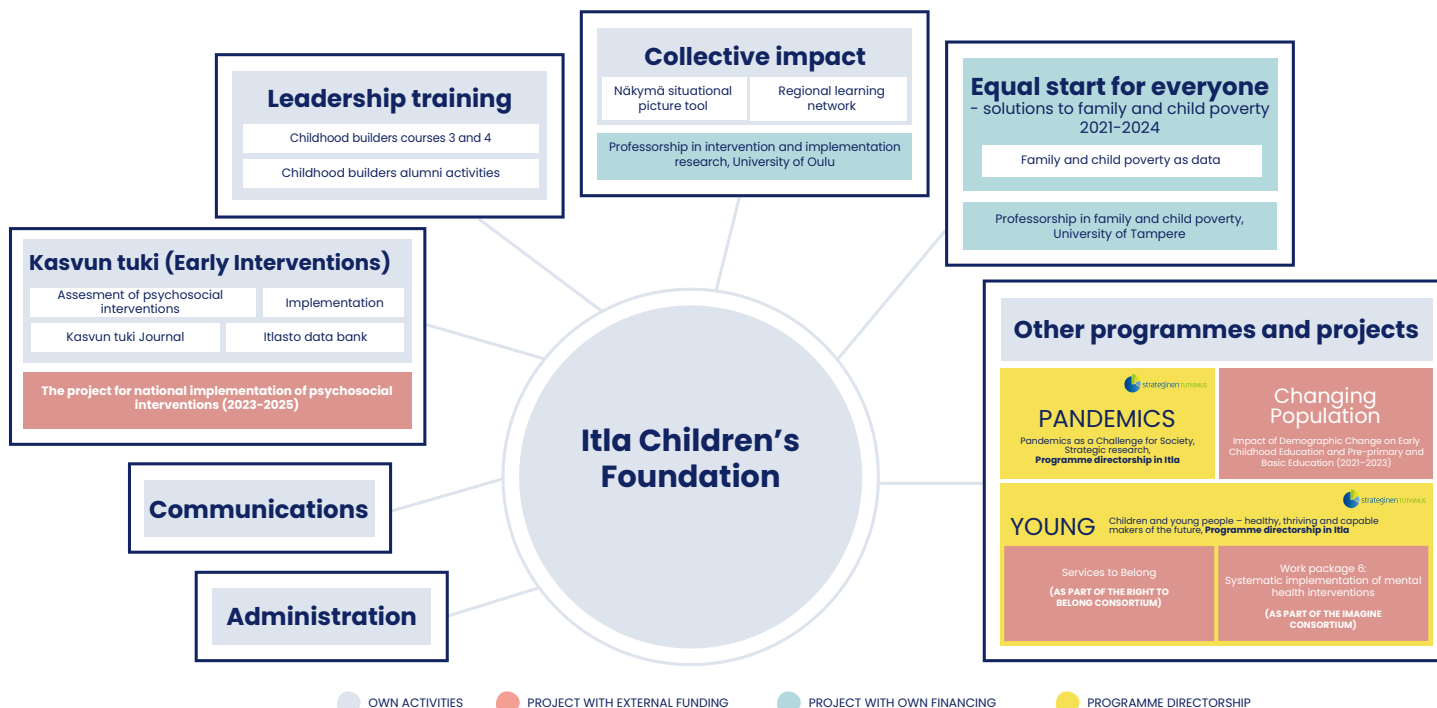 Collective impact
Näkymä situational
picture tool
Regional learning
network
Professorship in intervention and implementation
research, University of Oulu
Leadership training
Childhood builders courses 3 and 4
Childhood builders alumni activities
Equal start for everyone
- solutions to family and child poverty
2021-2024
Family and child poverty as data
Professorship in family and child poverty,
University of Tampere
Kasvun tuki (Early Interventions)
Assesment of psychosocial
interventions
Implementation
Kasvun tuki Journal
Itlasto data bank
The project for national implementation of psychosocial
interventions (2023-2025)
Other programmes and projects
strateginen TUTKIMUS
PANDEMICS
Pandemics as a Challenge for Society,
Strategic research,
Programme directorship in Itla
Changing
Population
Impact of Demographic Change on Early
Childhood Education and Pre-primary and
Basic Education (2021–2023)
strateginen TUTKIMUS
YOUNG
Children and young people – healthy, thriving and capable
makers of the future, Programme directorship in Itla
Services to Belong
(AS PART OF THE RIGHT TO
BELONG CONSORTIUM)
Work package 6:
Systematic implementation of mental
health interventions
(AS PART OF THE IMAGINE
CONSORTIUM)
Itla Children’s
Foundation
Communications
Administration
OWN ACTIVITIES
PROJECT WITH EXTERNAL FUNDING
PROJECT WITH OWN FINANCING
PROGRAMME DIRECTORSHIP